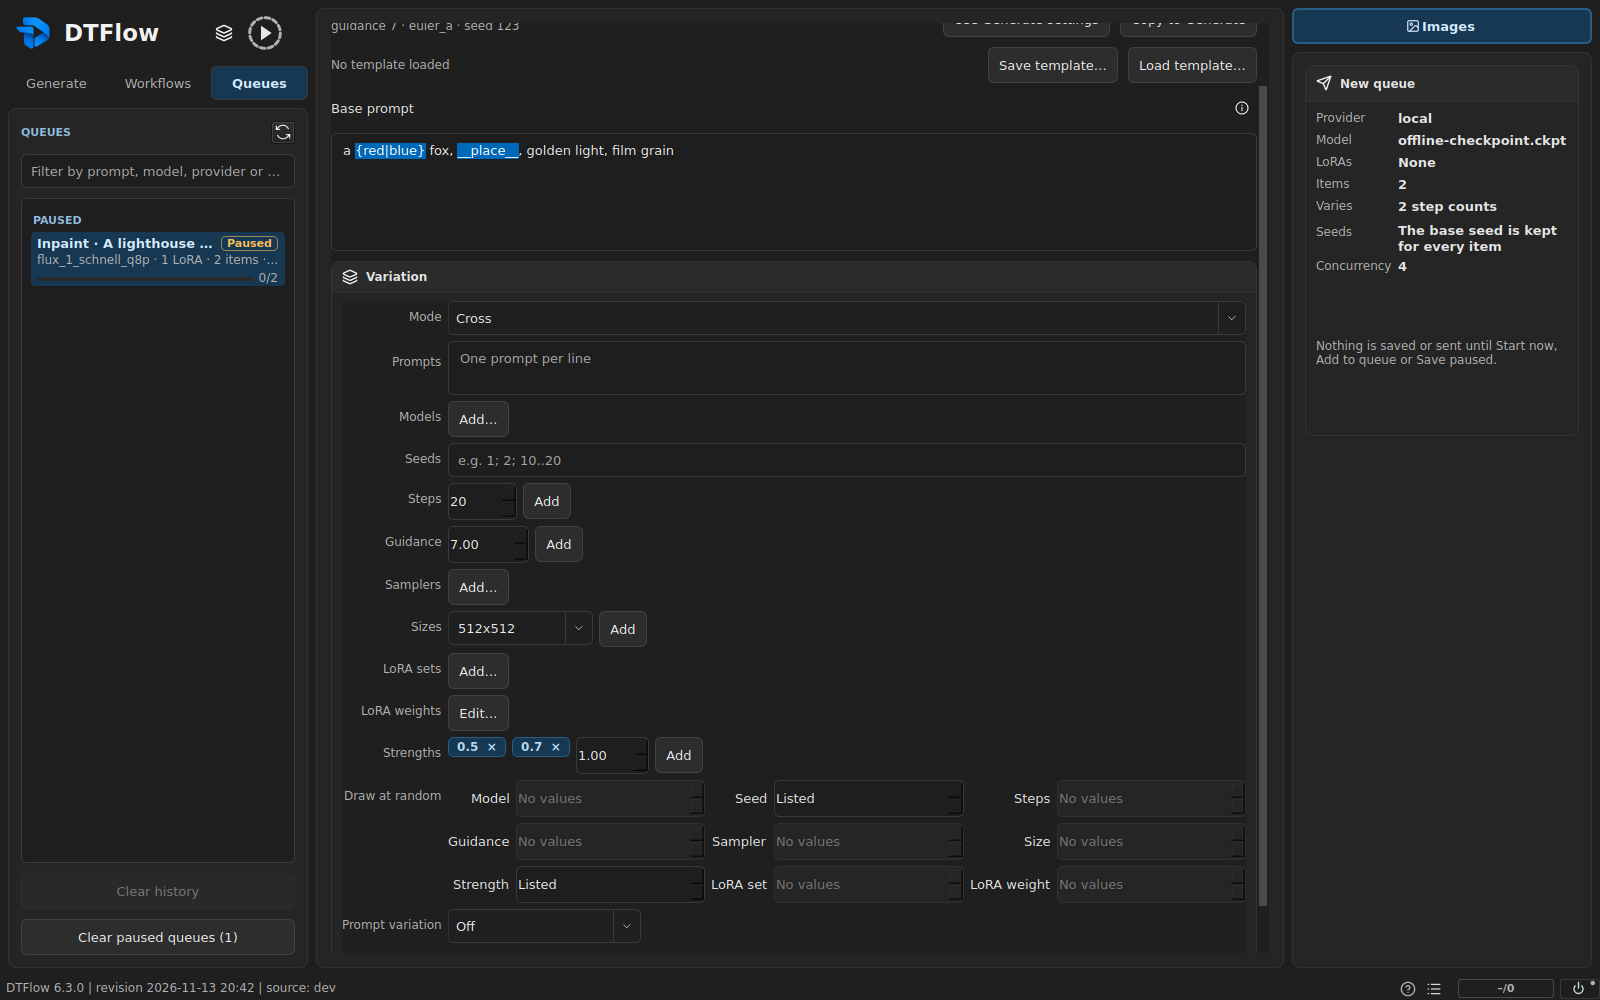 DTFlow
Generate
Workflows
Queues
QUEUES
Filter by prompt, model, provider or ...
PAUSED
Inpaint · A lighthouse ...
Paused
flux_1_schnell_q8p · 1 LoRA · 2 items ·...
0/2
Clear history
Clear paused queues (1)
guidance 7 · euler_a · seed 123
No template loaded
Save template...
Load template...
Base prompt
a {red|blue} fox, __place__, golden light, film grain
Variation
Mode
Cross
Prompts
One prompt per line
Models
Add...
Seeds
e.g. 1; 2; 10..20
Steps
20
Add
Guidance
7.00
Add
Samplers
Add...
Sizes
512x512
Add
LoRA sets
Add...
LoRA weights
Edit...
Strengths
0.5 ×
0.7 ×
1.00
Add
Draw at random
Model
No values
Seed
Listed
Steps
No values
Guidance
No values
Sampler
No values
Size
No values
Strength
Listed
LoRA set
No values
LoRA weight
No values
Prompt variation
Off
Images
New queue
Provider
local
Model
offline-checkpoint.ckpt
LoRAs
None
Items
2
Varies
2 step counts
Seeds
The base seed is kept
for every item
Concurrency
4
Nothing is saved or sent until Start now,
Add to queue or Save paused.
DTFlow 6.3.0 | revision 2026-11-13 20:42 | source: dev
–/0